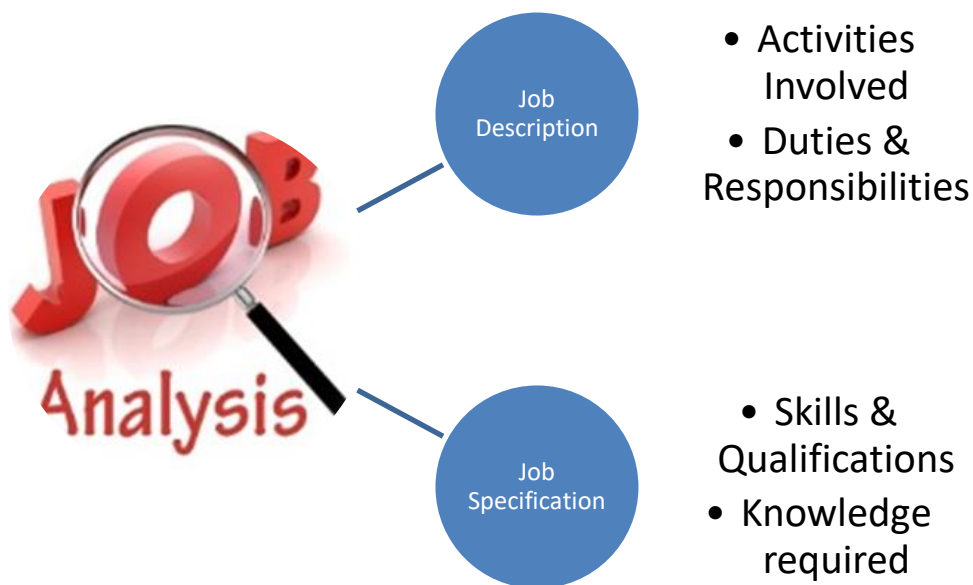 JOB
Analysis
Job
Description
• Activities
Involved
• Duties &
Responsibilities
Job
Specification
• Skills &
Qualifications
• Knowledge
required